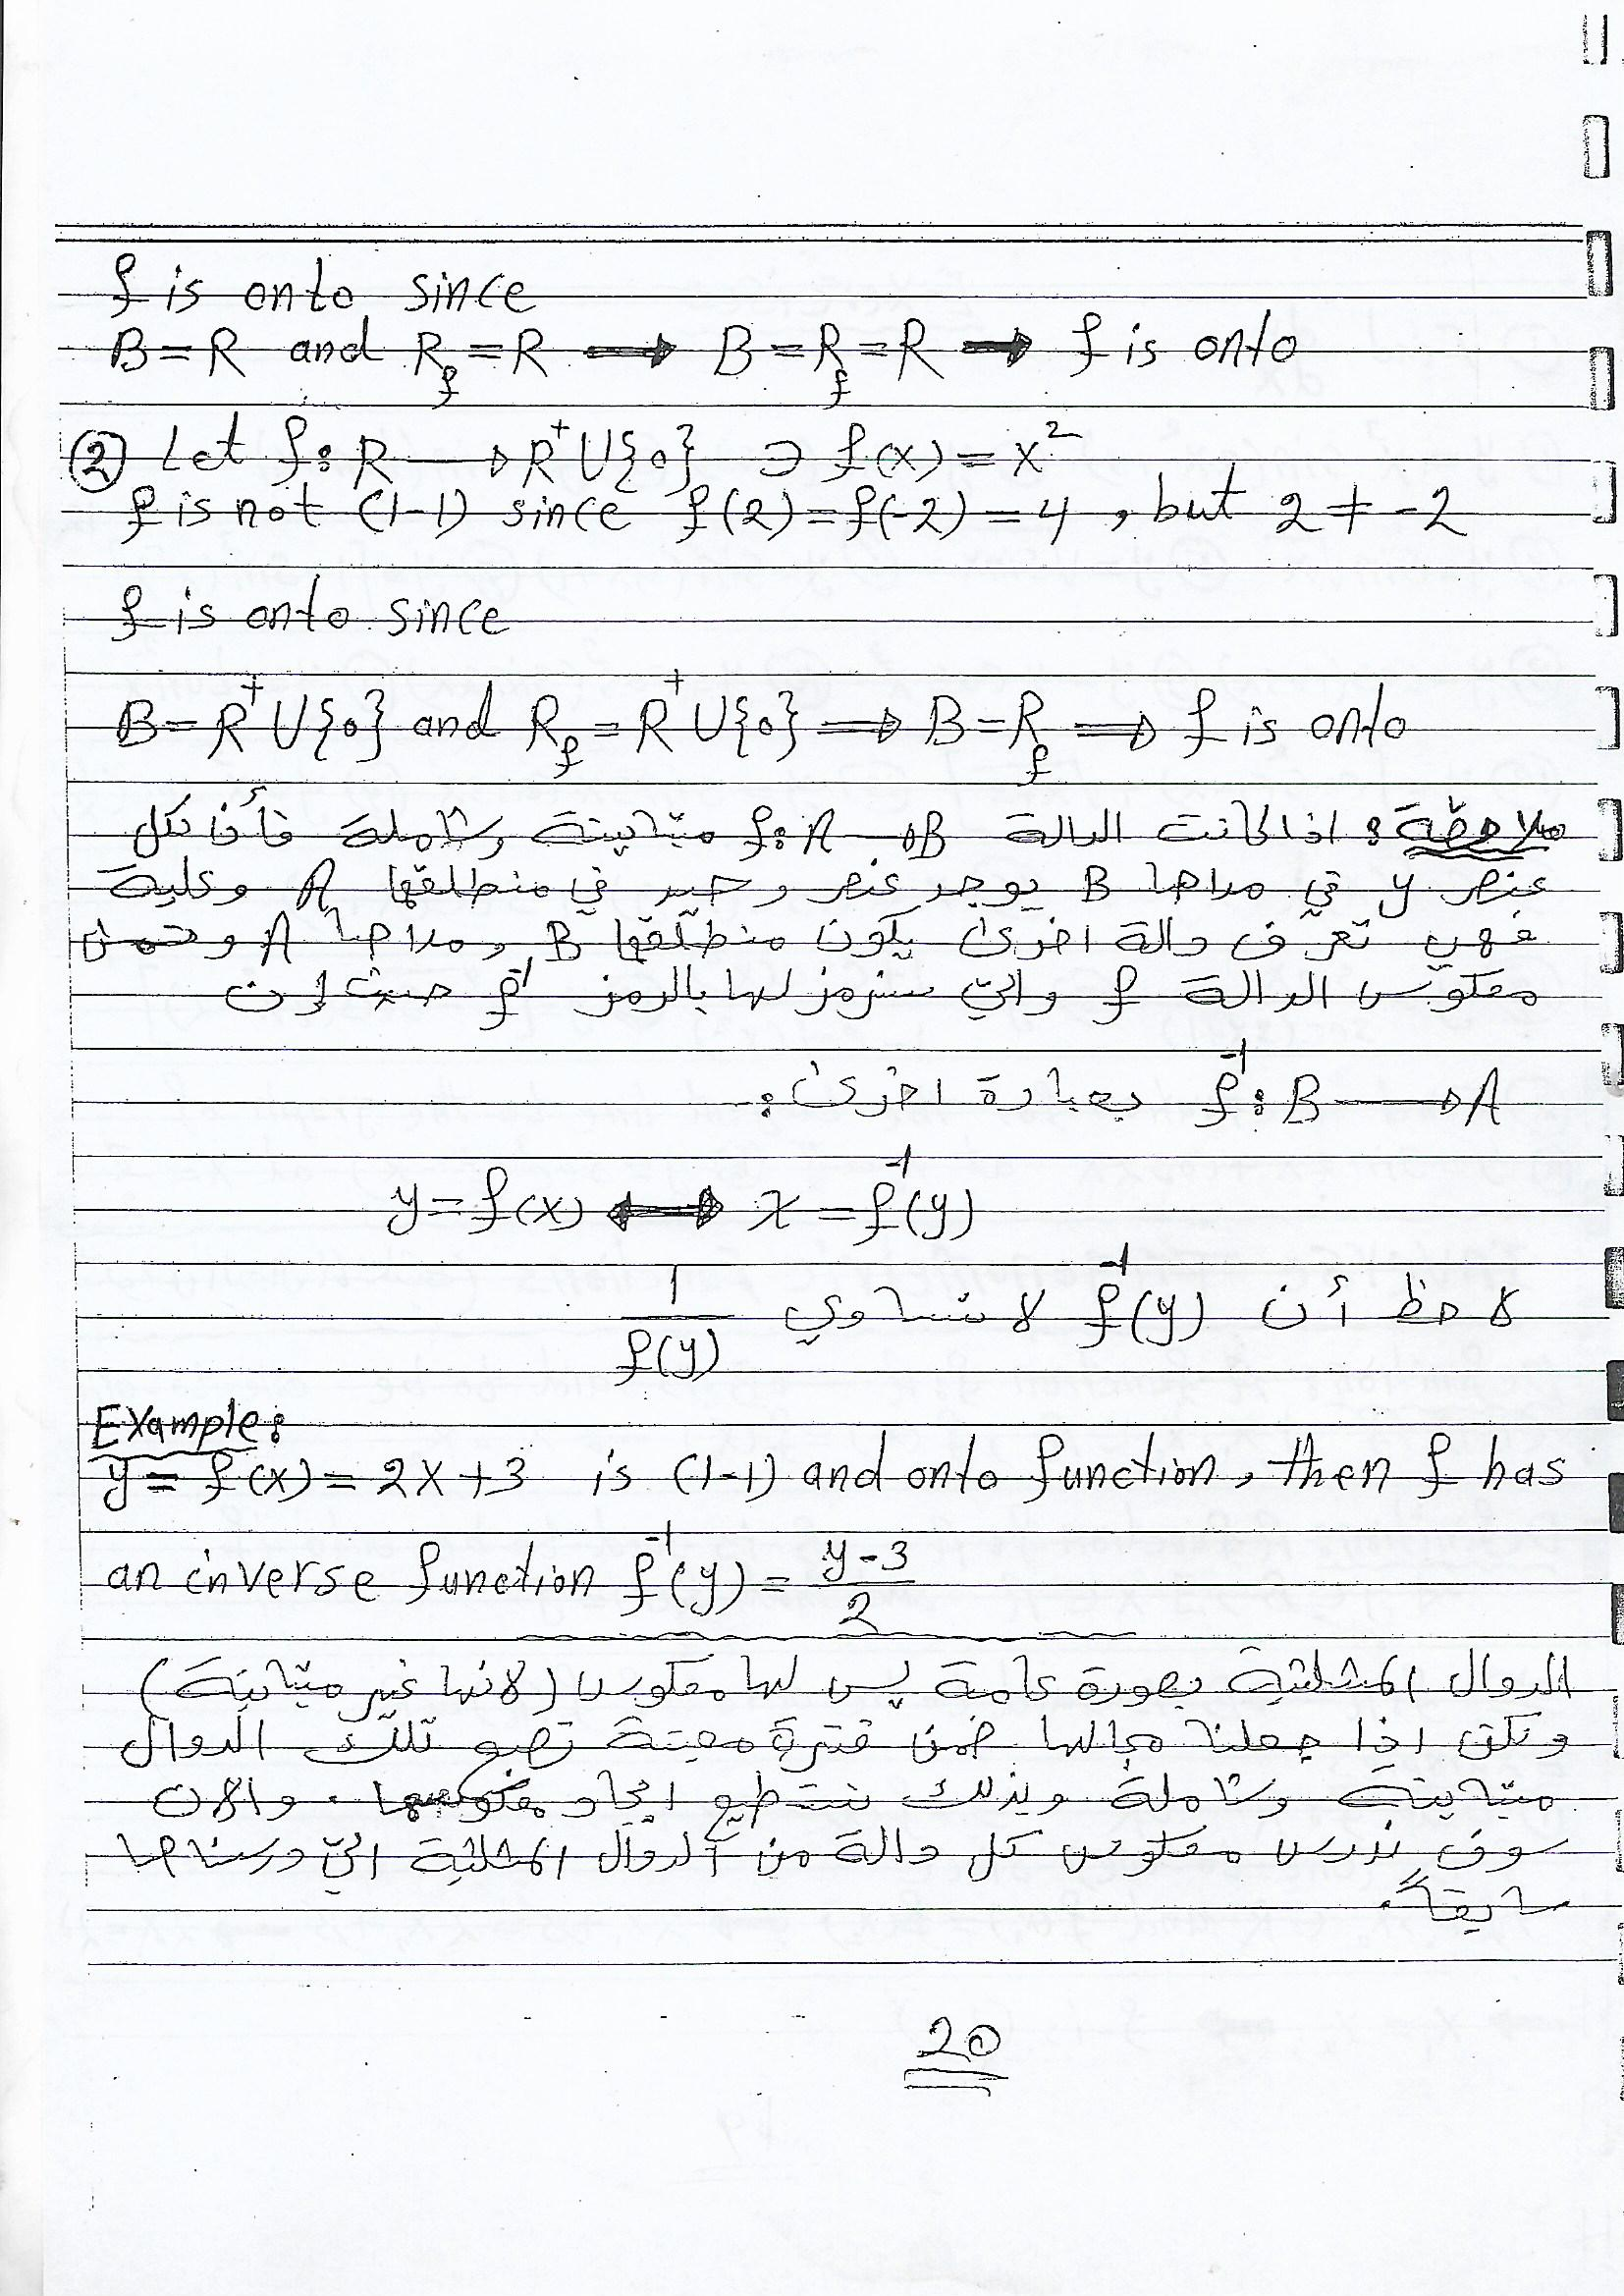 f is onto since
B = R and R_f = R ⟹ B = R_f = R ⟹ f is onto
② Let f: R ⟶ R⁺∪{0} ∋ f(x) = x²
f is not (1-1) since f(2) = f(-2) = 4, but 2 ≠ -2
f is onto since
B = R⁺∪{0} and R_f = R⁺∪{0} ⟹ B = R_f ⟹ f is onto
ملاحظة: اذا كانت الدالة f: A → B متباينة وشاملة فأن لكل
عنصر y في مداها B يوجد عنصر وحيد في منطلقها A وعليه
فهي تعرف دالة اخرى يكون منطلقها B ومداها A وتسمى
معكوس الدالة f والتي سنرمز لها بالرمز f⁻¹ حيث إن
f⁻¹: B ⟶ A بعبارة اخرى:
y = f(x) ⟺ x = f⁻¹(y)
لاحظ أن f⁻¹(y) لا تساوي 1/f(y)
Example:
y = f(x) = 2x + 3 is (1-1) and onto function, then f has
an inverse function f⁻¹(y) = (y - 3)/2
الدوال المثلثية بصورة عامة ليس لها معكوس (لانها غير متباينة)
ولكن اذا جعلنا مجالها ضمن فترة معينة تصبح تلك الدوال
متباينة وشاملة وبذلك نستطيع ايجاد معكوسها. والان
سوف ندرس معكوس كل دالة من الدوال المثلثية التي درسناها
سابقاً.
20